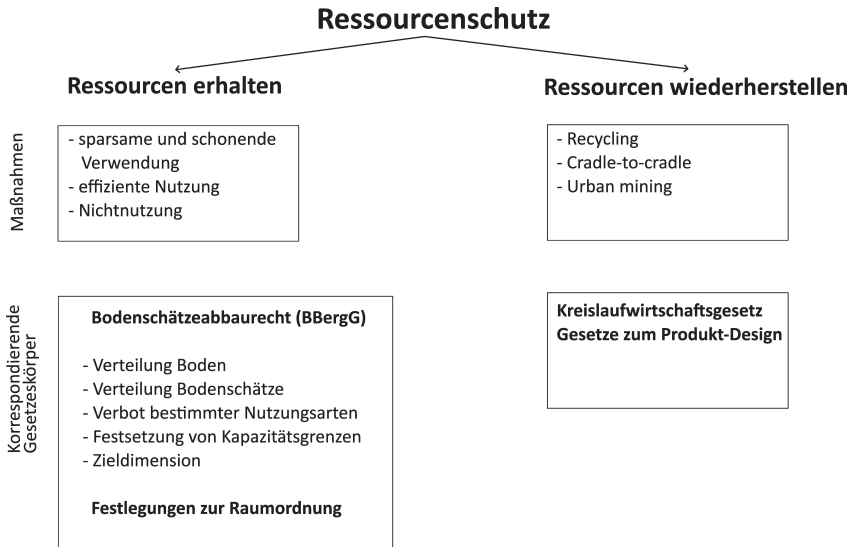 Ressourcenschutz
Ressourcen erhalten
Ressourcen wiederherstellen
Maßnahmen
- sparsame und schonende
Verwendung
- effiziente Nutzung
- Nichtnutzung
- Recycling
- Cradle-to-cradle
- Urban mining
Korrespondierende
Gesetzeskörper
Bodenschätzeabbaurecht (BBergG)
- Verteilung Boden
- Verteilung Bodenschätze
- Verbot bestimmter Nutzungsarten
- Festsetzung von Kapazitätsgrenzen
- Zieldimension
Festlegungen zur Raumordnung
Kreislaufwirtschaftsgesetz
Gesetze zum Produkt-Design